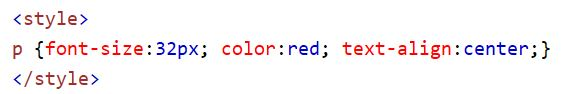 <style>
p {font-size:32px; color:red; text-align:center;}
</style>